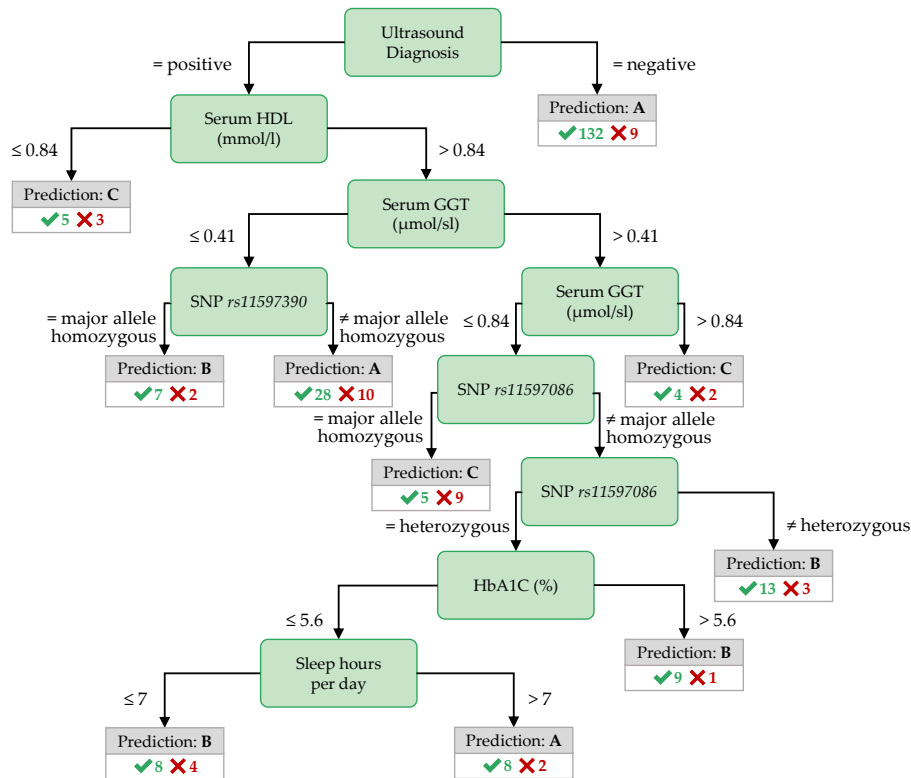 Ultrasound
Diagnosis
= positive
= negative
Serum HDL
(mmol/l)
Prediction: A
✔132 ✖9
≤ 0.84
> 0.84
Prediction: C
✔5 ✖3
Serum GGT
(µmol/sl)
≤ 0.41
> 0.41
SNP rs11597390
Serum GGT
(µmol/sl)
= major allele
homozygous
≠ major allele
homozygous
≤ 0.84
> 0.84
Prediction: B
✔7 ✖2
Prediction: A
✔28 ✖10
SNP rs11597086
Prediction: C
✔4 ✖2
= major allele
homozygous
≠ major allele
homozygous
Prediction: C
✔5 ✖9
SNP rs11597086
= heterozygous
≠ heterozygous
HbA1C (%)
Prediction: B
✔13 ✖3
≤ 5.6
> 5.6
Sleep hours
per day
Prediction: B
✔9 ✖1
≤ 7
> 7
Prediction: B
✔8 ✖4
Prediction: A
✔8 ✖2